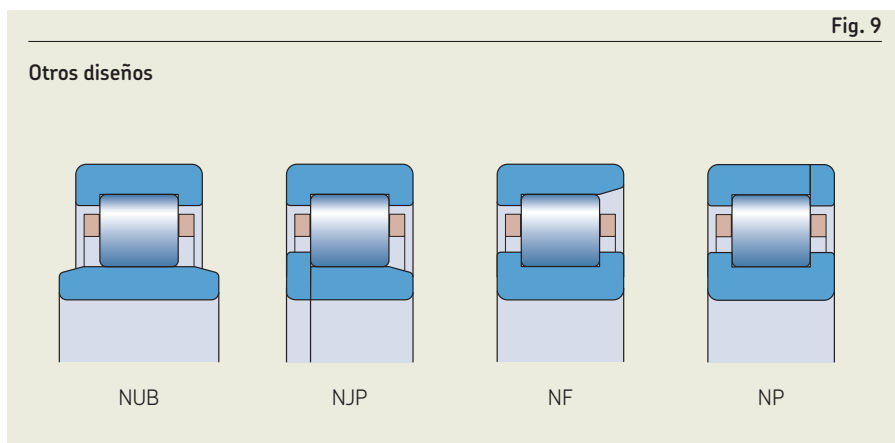 Fig. 9
Otros diseños
NUB
NJP
NF
NP